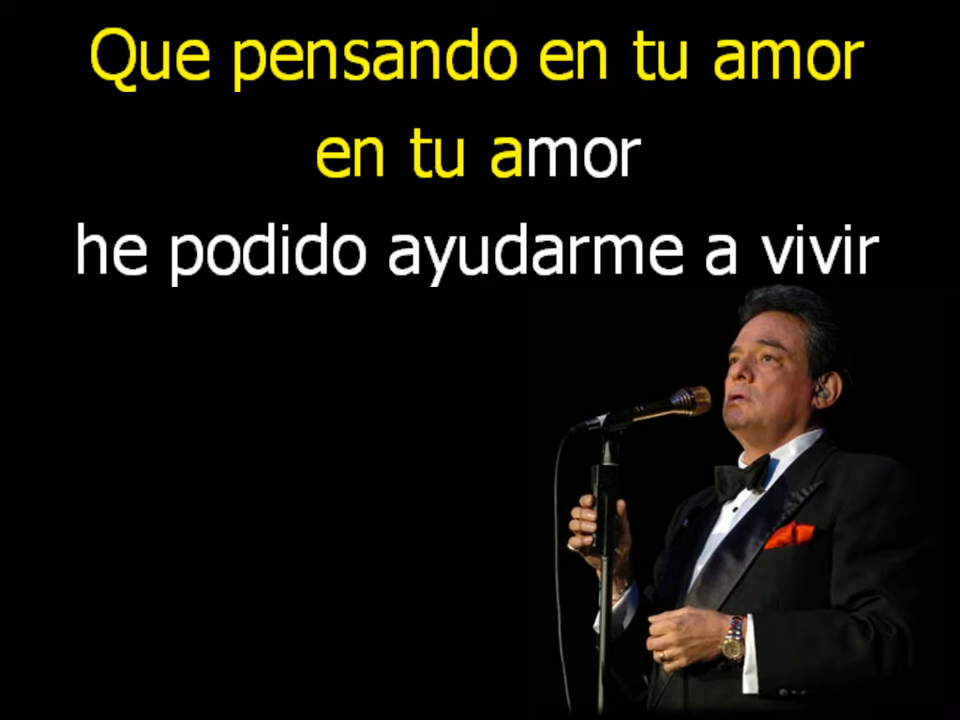 Que pensando en tu amor
en tu amor
he podido ayudarme a vivir